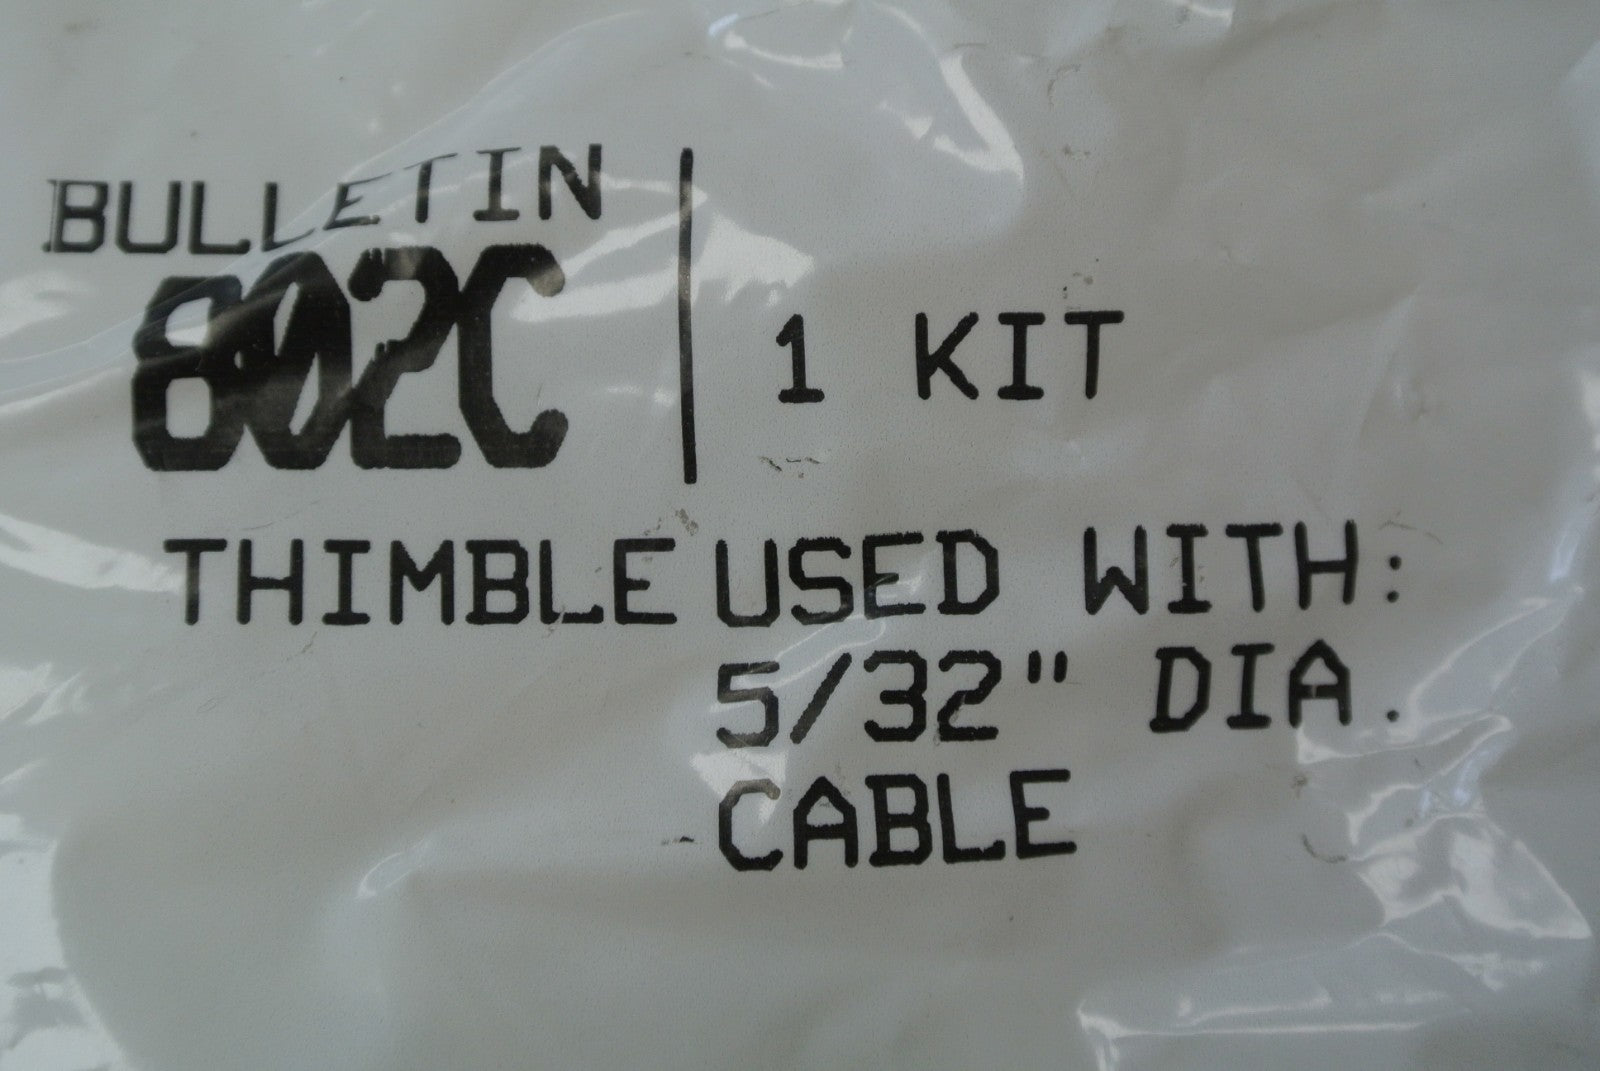 BULLETIN
802C
1 KIT
THIMBLE USED WITH:
5/32" DIA.
CABLE